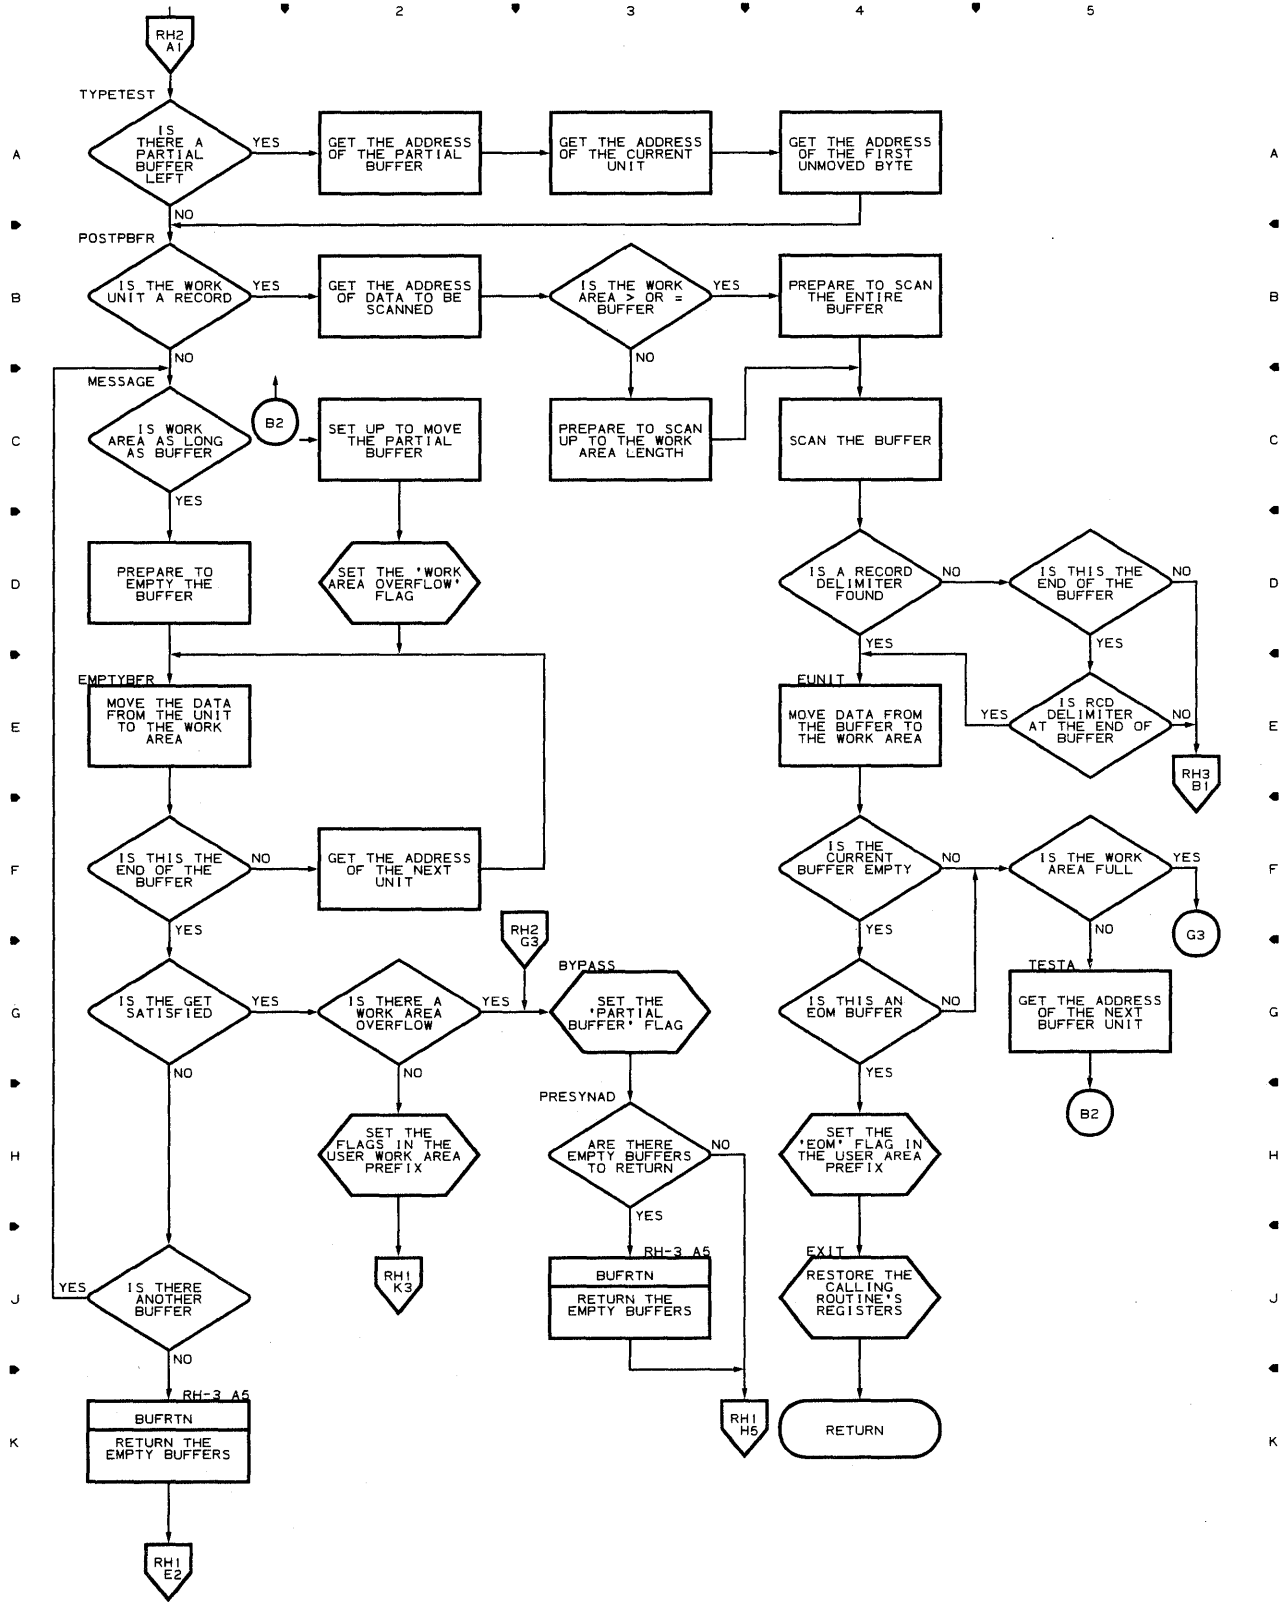 1 2 3 4 5
RH2
A1
TYPETEST
A
IS
THERE A
PARTIAL
BUFFER
LEFT
YES
GET THE ADDRESS
OF THE PARTIAL
BUFFER
GET THE ADDRESS
OF THE CURRENT
UNIT
GET THE ADDRESS
OF THE FIRST
UNMOVED BYTE
A
NO
POSTPBFR
B
IS THE WORK
UNIT A RECORD
YES
GET THE ADDRESS
OF DATA TO BE
SCANNED
IS THE WORK
AREA > OR =
BUFFER
YES
PREPARE TO SCAN
THE ENTIRE
BUFFER
B
NO
NO
MESSAGE
C
IS WORK
AREA AS LONG
AS BUFFER
B2
SET UP TO MOVE
THE PARTIAL
BUFFER
PREPARE TO SCAN
UP TO THE WORK
AREA LENGTH
SCAN THE BUFFER
C
YES
D
PREPARE TO
EMPTY THE
BUFFER
SET THE 'WORK
AREA OVERFLOW'
FLAG
IS A RECORD
DELIMITER
FOUND
NO
IS THIS THE
END OF THE
BUFFER
NO
D
YES
YES
EMPTYBFR
E
MOVE THE DATA
FROM THE UNIT
TO THE WORK
AREA
EUNIT
MOVE DATA FROM
THE BUFFER TO
THE WORK AREA
YES
IS RCD
DELIMITER
AT THE END OF
BUFFER
NO
E
RH3
B1
F
IS THIS THE
END OF THE
BUFFER
NO
GET THE ADDRESS
OF THE NEXT
UNIT
IS THE
CURRENT
BUFFER EMPTY
NO
IS THE WORK
AREA FULL
YES
F
YES
RH2
G3
YES
NO
G3
BYPASS
TESTA
G
IS THE GET
SATISFIED
YES
IS THERE A
WORK AREA
OVERFLOW
YES
SET THE
'PARTIAL
BUFFER' FLAG
IS THIS AN
EOM BUFFER
NO
GET THE ADDRESS
OF THE NEXT
BUFFER UNIT
G
NO
NO
YES
PRESYNAD
B2
H
SET THE
FLAGS IN THE
USER WORK AREA
PREFIX
ARE THERE
EMPTY BUFFERS
TO RETURN
NO
SET THE
'EOM' FLAG IN
THE USER AREA
PREFIX
H
YES
RH-3 A5
EXIT
J
YES
IS THERE
ANOTHER
BUFFER
RH1
K3
BUFRTN
RETURN THE
EMPTY BUFFERS
RESTORE THE
CALLING
ROUTINE'S
REGISTERS
J
NO
RH-3 A5
K
BUFRTN
RETURN THE
EMPTY BUFFERS
RH1
H5
RETURN
K
RH1
E2